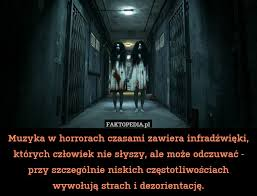 FAKTOPEDIA.pl
Muzyka w horrorach czasami zawiera infradźwięki,
których człowiek nie słyszy, ale może odczuwać -
przy szczególnie niskich częstotliwościach
wywołują strach i dezorientację.